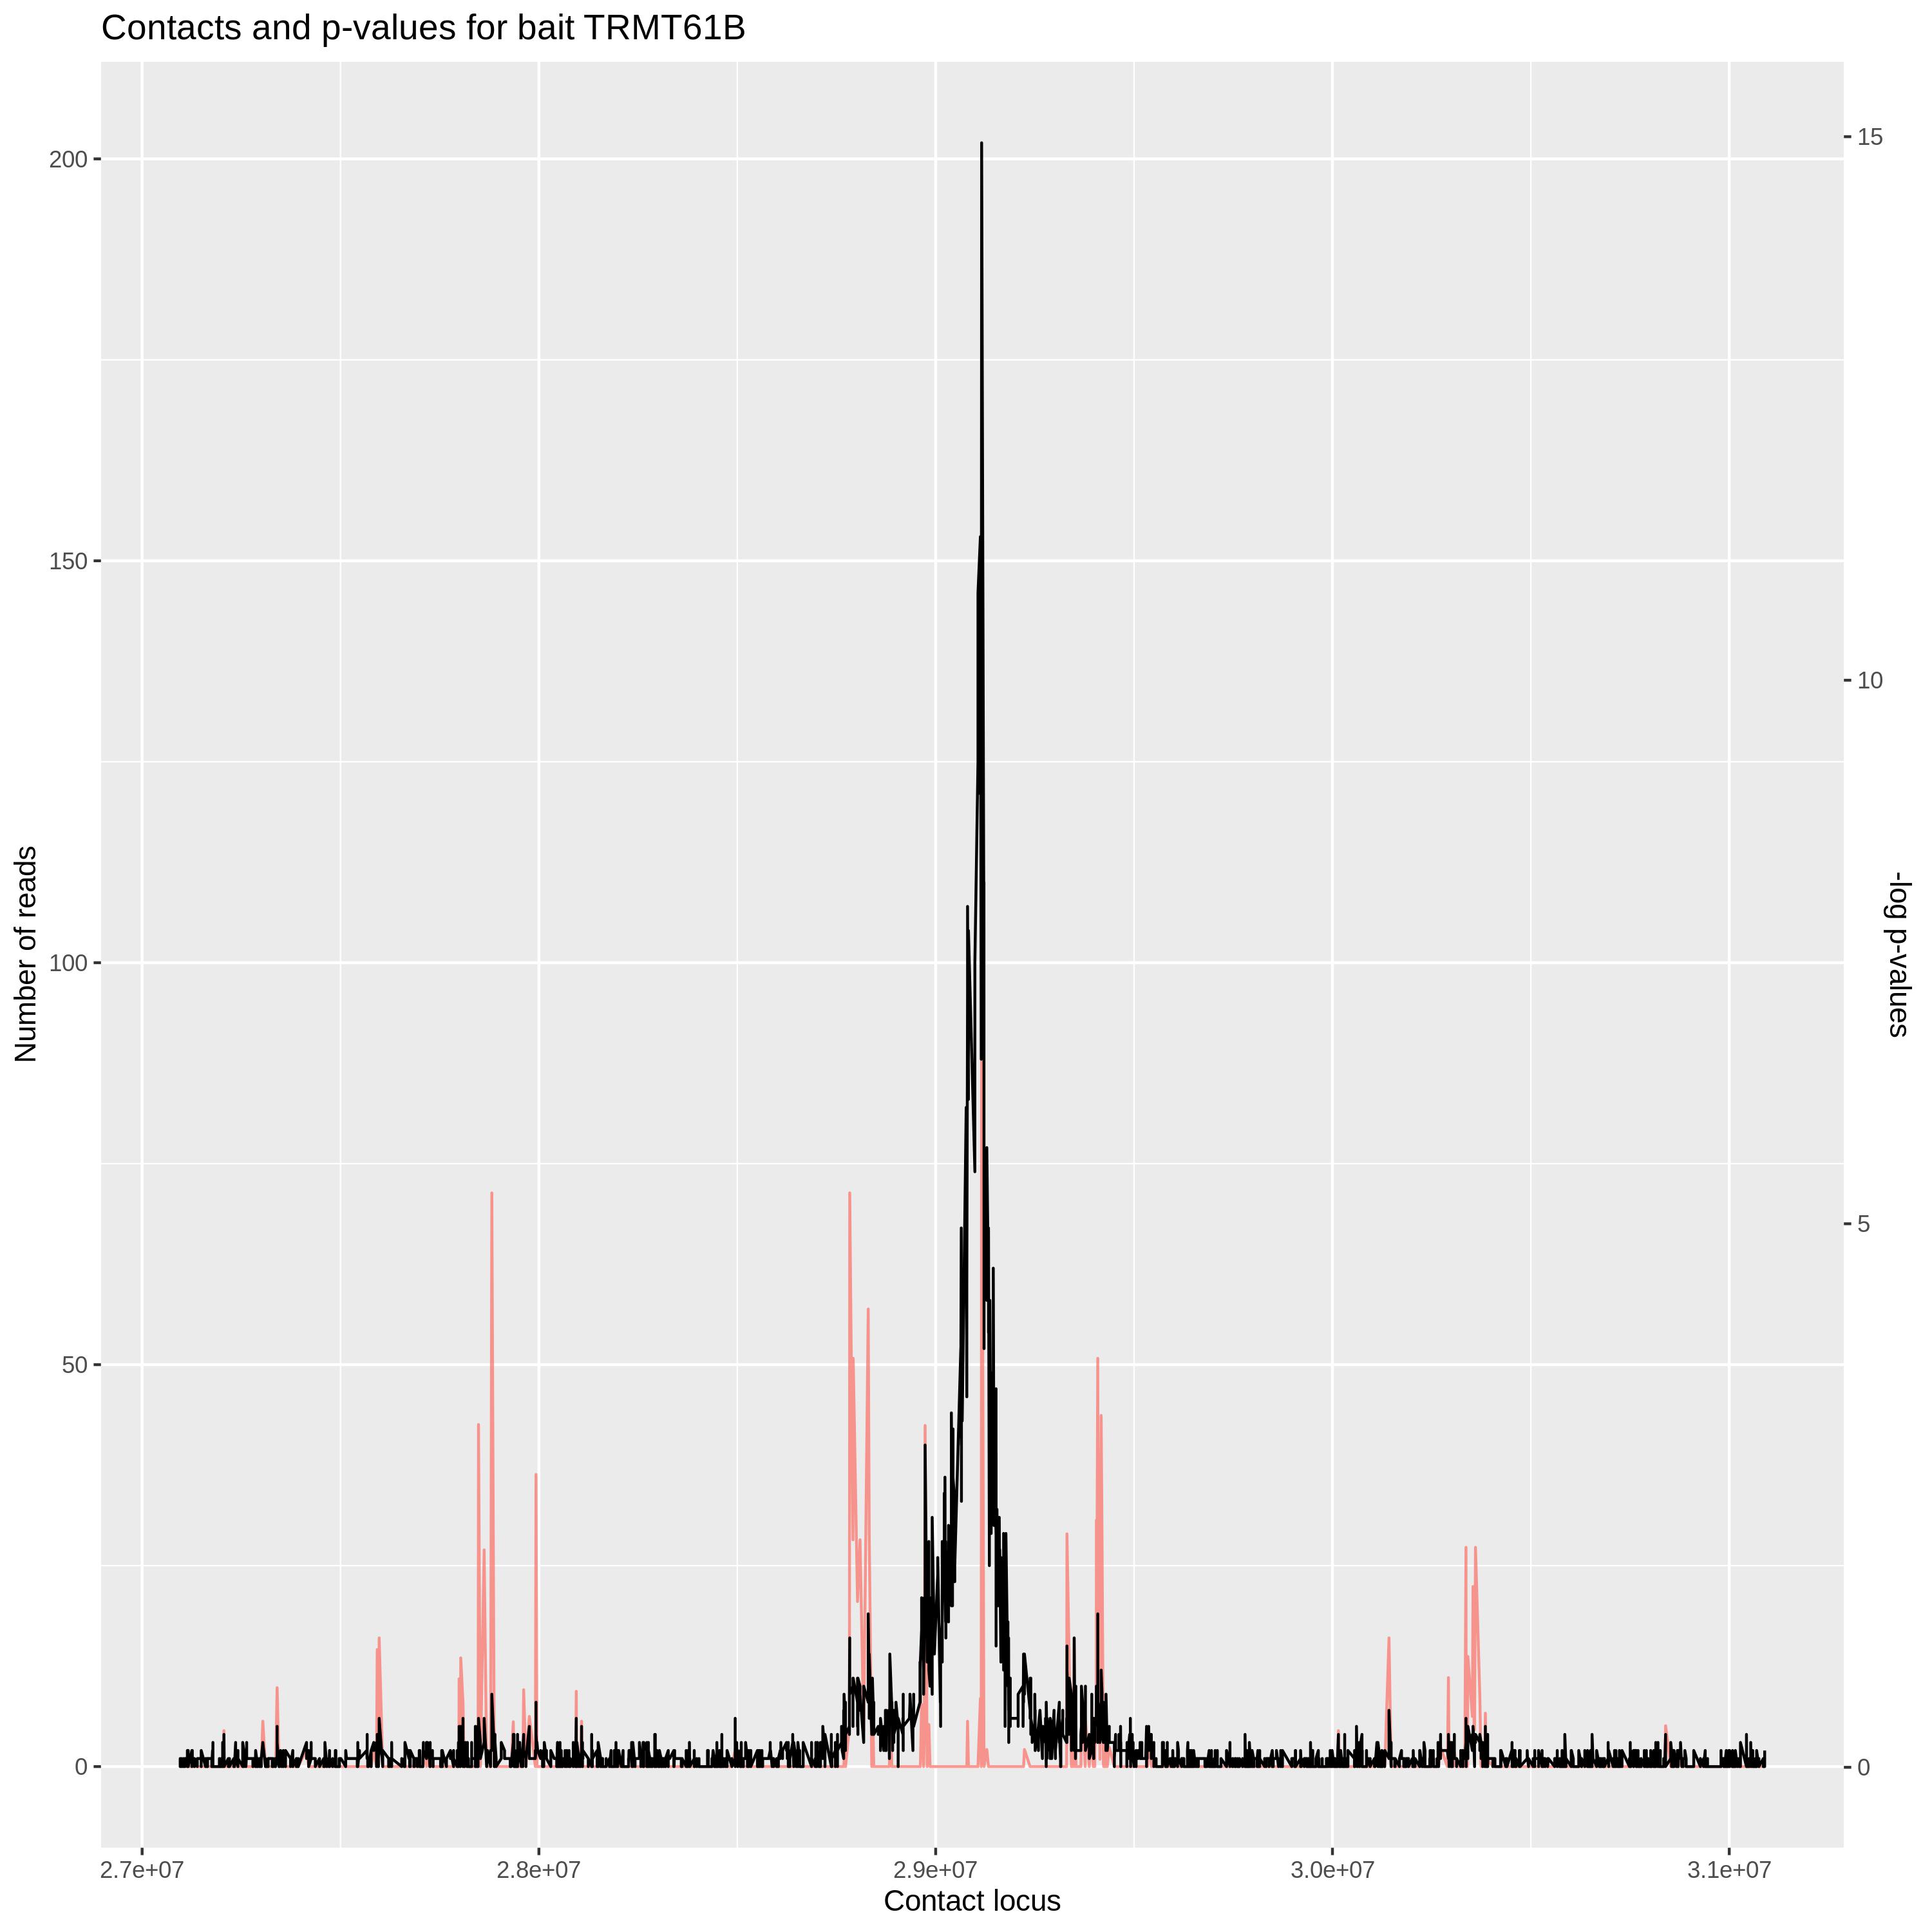 Contacts and p-values for bait TRMT61B
200
150
100
50
0
Number of reads
15
10
5
0
-log p-values
2.7e+07
2.8e+07
2.9e+07
3.0e+07
3.1e+07
Contact locus